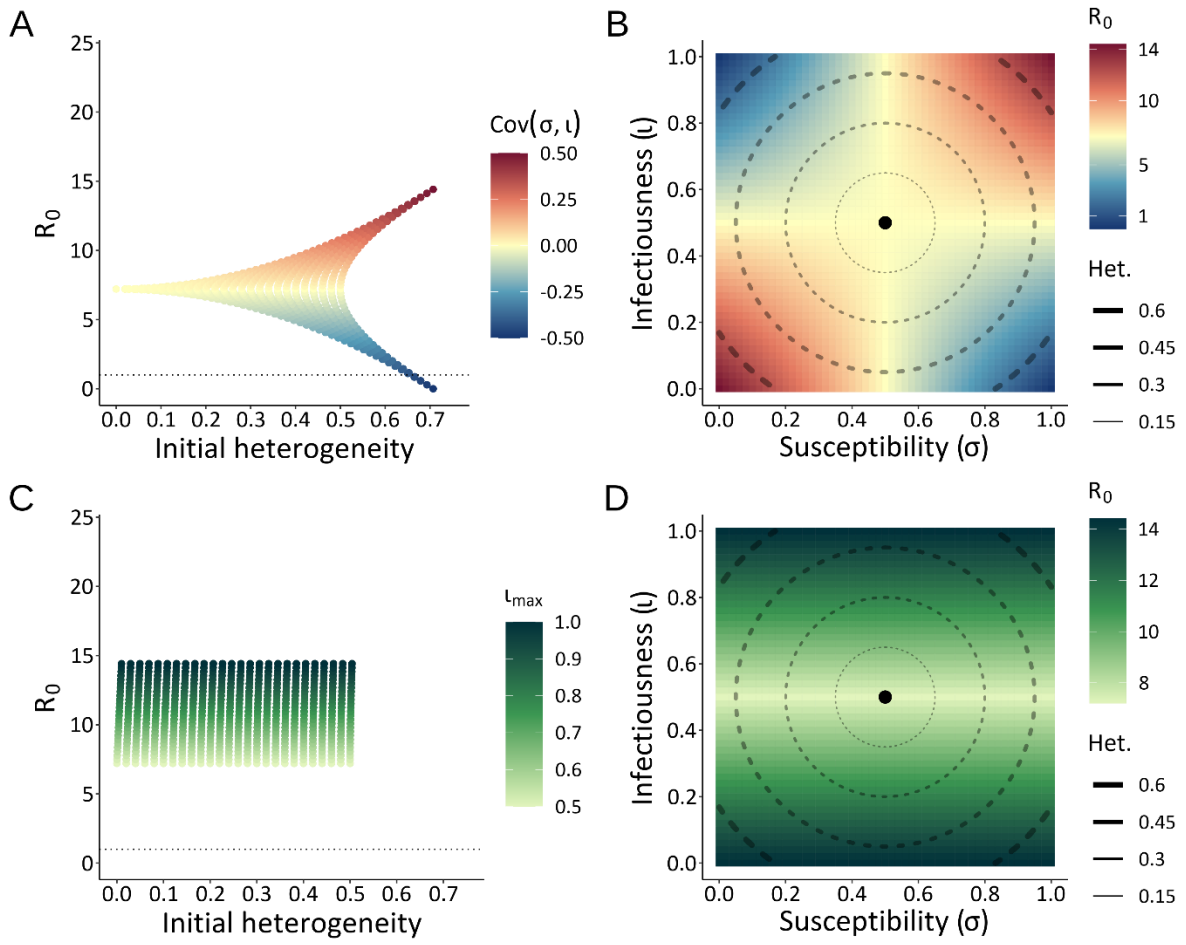 A
25
20
15
10
5
0
R0
0.0 0.1 0.2 0.3 0.4 0.5 0.6 0.7
Initial heterogeneity
Cov(σ, ι)
0.50
0.25
0.00
-0.25
-0.50
B
1.0
0.8
0.6
0.4
0.2
0.0
Infectiousness (ι)
0.0 0.2 0.4 0.6 0.8 1.0
Susceptibility (σ)
R0
14
10
5
1
Het.
0.6
0.45
0.3
0.15
C
25
20
15
10
5
0
R0
0.0 0.1 0.2 0.3 0.4 0.5 0.6 0.7
Initial heterogeneity
ιmax
1.0
0.9
0.8
0.7
0.6
0.5
D
1.0
0.8
0.6
0.4
0.2
0.0
Infectiousness (ι)
0.0 0.2 0.4 0.6 0.8 1.0
Susceptibility (σ)
R0
14
12
10
8
Het.
0.6
0.45
0.3
0.15